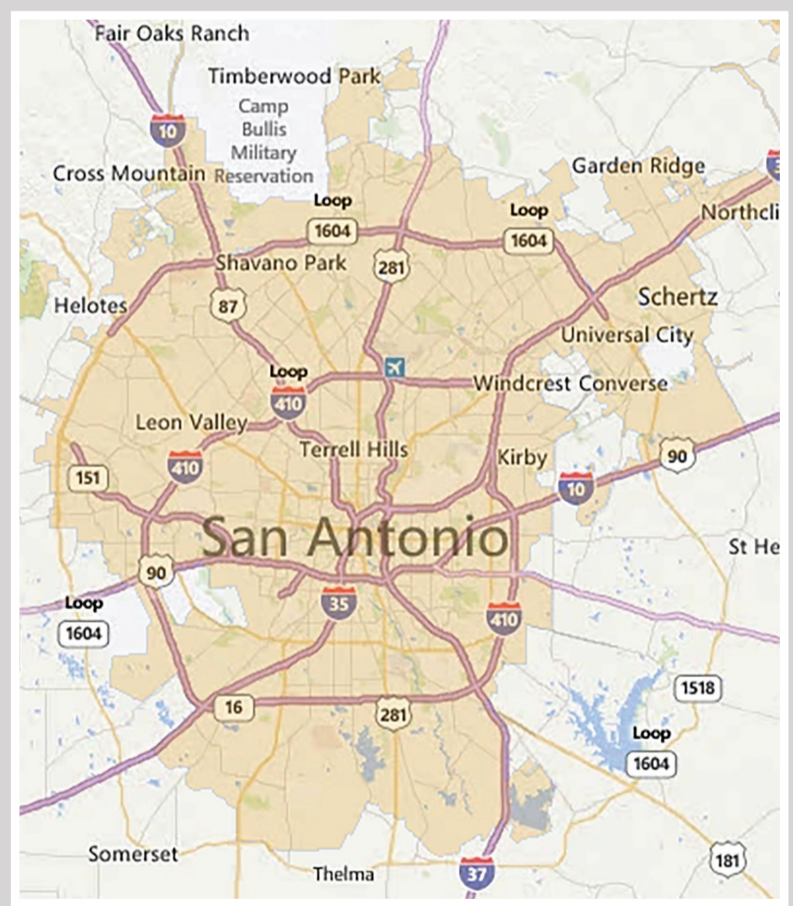 Fair Oaks Ranch
Timberwood Park
Camp
Bullis
Military
Reservation
10
Cross Mountain
Garden Ridge
Loop
1604
Loop
1604
Northcli
281
Shavano Park
87
Helotes
Schertz
Universal City
Loop
410
Windcrest
Converse
Leon Valley
Terrell Hills
Kirby
90
410
151
10
San Antonio
St He
90
Loop
1604
35
410
1518
16
281
Loop
1604
Somerset
Thelma
37
181